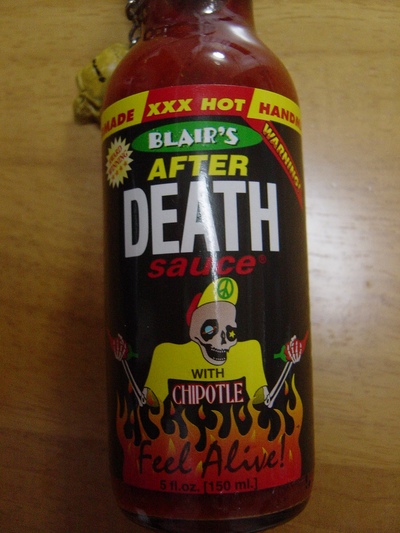 MADE XXX HOT HAND
WARNING!
BLAIR'S
AFTER
DEATH
sauce®
WITH
CHIPOTLE
Feel Alive!
5 fl.oz. [150 ml.]